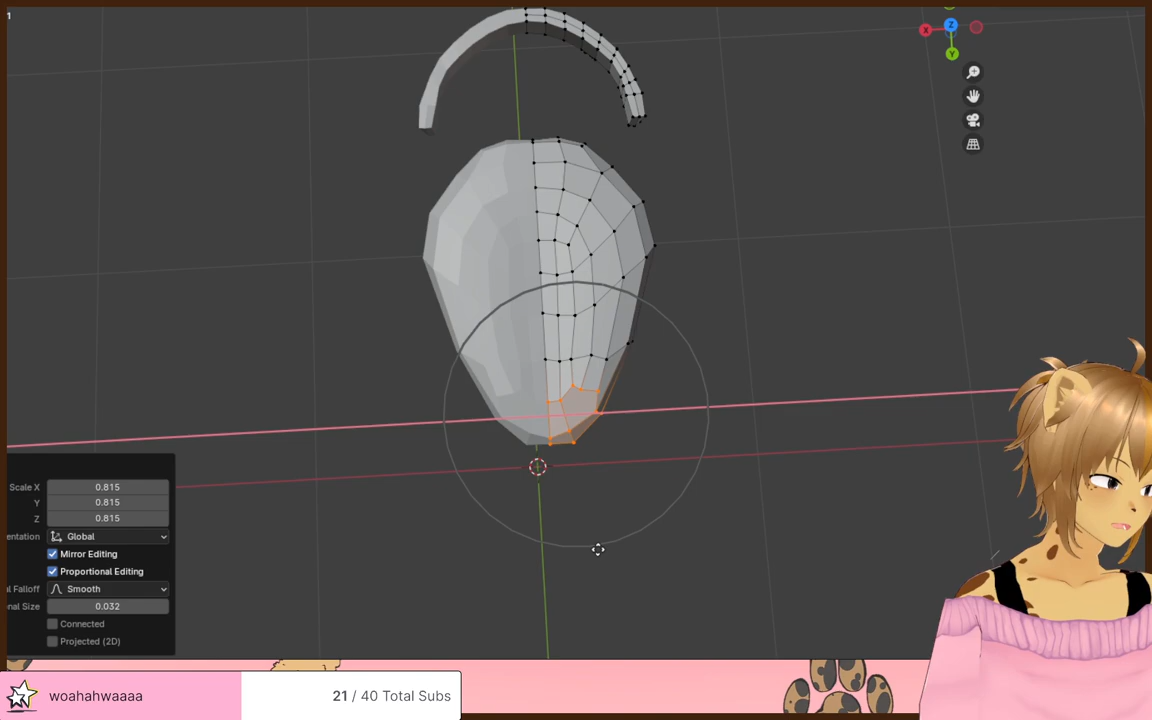 1
X
Z
Y
Scale X 0.815
Y 0.815
Z 0.815
entation Global
Mirror Editing
Proportional Editing
al Falloff Smooth
onal Size 0.032
Connected
Projected (2D)
woahahwaaaa 21 / 40 Total Subs